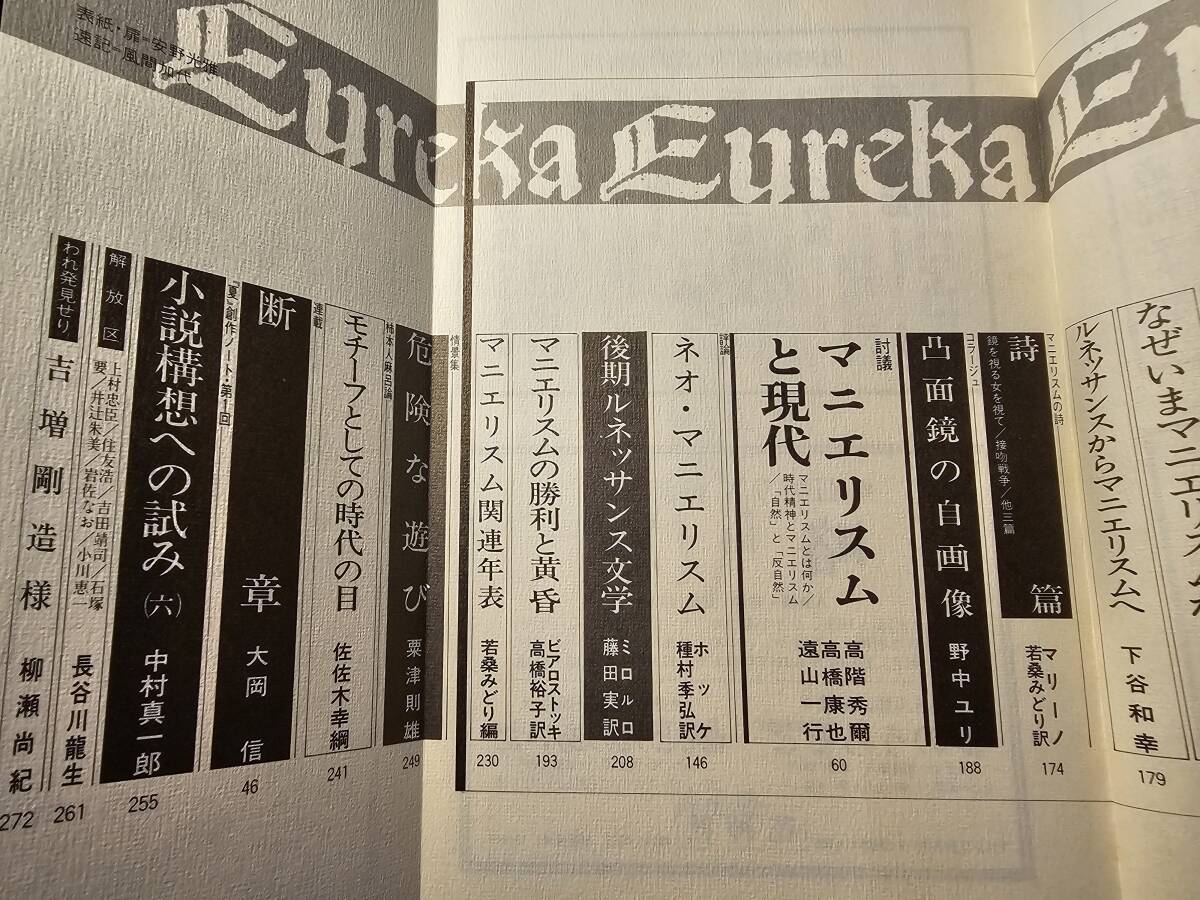 Eureka Eureka E
なぜいまマニエリスムか
ルネッサンスからマニエリスムへ
下谷和幸
179
マニエリスムの詩
詩篇
鏡を視る女を視て／接吻戦争／他三篇
マリーノ
若桑みどり訳
174
コラージュ
凸面鏡の自画像
野中ユリ
188
討議
マニエリスム
と現代
マニエリスムとは何か／
時代精神とマニエリスム
／「自然」と「反自然」
高階秀爾
高橋康也
遠山一行
60
評論
ネオ・マニエリスム
ホッケ
種村季弘訳
146
後期ルネッサンス文学
ミロルロ
藤田実訳
208
マニエリスムの勝利と黄昏
ビアロストツキ
高橋裕子訳
193
マニエリスム関連年表
若桑みどり編
230
情景集
危険な遊び
粟津則雄
249
柿本人麻呂論
モチーフとしての時代の目
佐佐木幸綱
241
連載
断章
大岡信
46
『夏』創作ノート・第1回
小説構想への試み（六）
中村真一郎
255
解放区
上村忠臣／住友浩／吉田靖司／石塚
要／井辻朱美／岩佐なお／小川恵一
長谷川龍生
261
われ発見せり
吉増剛造様
柳瀬尚紀
272
表紙・扉＝安野光雅
速記＝風間加代